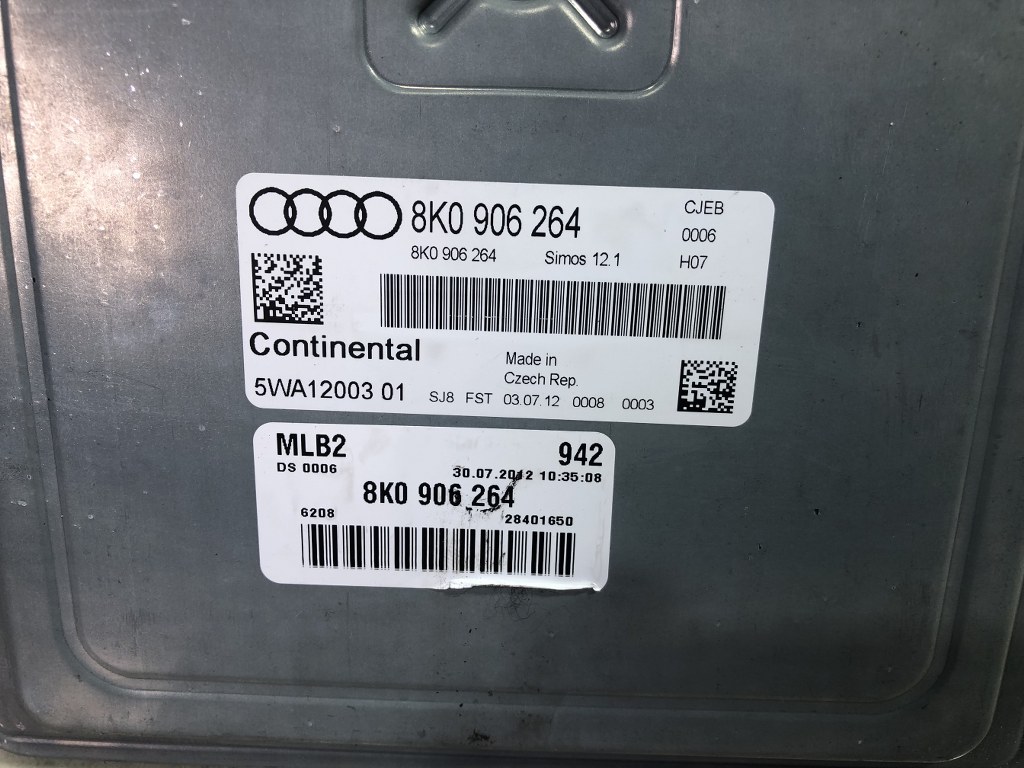 8K0 906 264 CJEB
0006
8K0 906 264 Simos 12.1 H07
Continental
Made in
Czech Rep.
5WA12003 01 SJ8 FST 03.07.12 0008 0003
MLB2 942
DS 0006 30.07.2012 10:35:08
8K0 906 264
6208 28401650